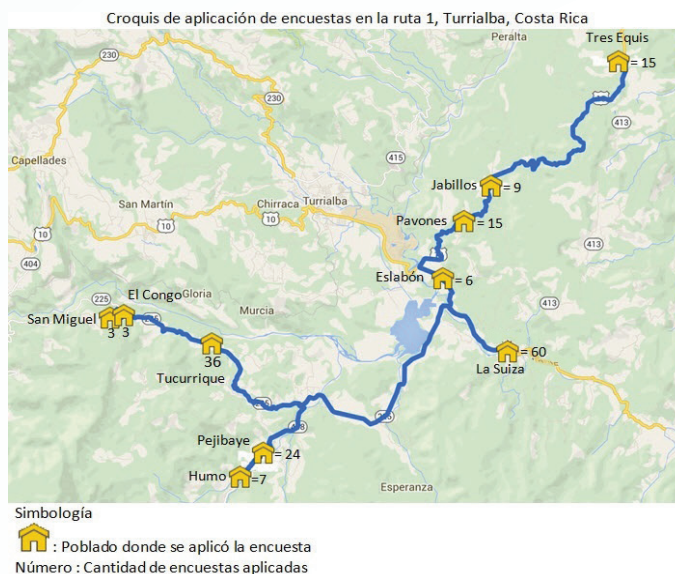 Croquis de aplicación de encuestas en la ruta 1, Turrialba, Costa Rica
Tres Equis
= 15
Peralta
230
230
413
415
Capellades
Jabillos
= 9
San Martín
Chirraca
Turrialba
10
10
10
Pavones
= 15
404
413
Eslabón
= 6
225
El Congo
Gloria
Murcia
413
San Miguel
3
3
36
Tucurrique
= 60
La Suiza
Pejibaye
= 24
Humo
=7
Esperanza
Simbología
: Poblado donde se aplicó la encuesta
Número : Cantidad de encuestas aplicadas